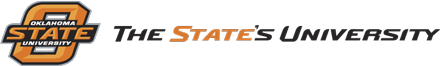 OKLAHOMA
STATE
UNIVERSITY
THE STATE'S UNIVERSITY